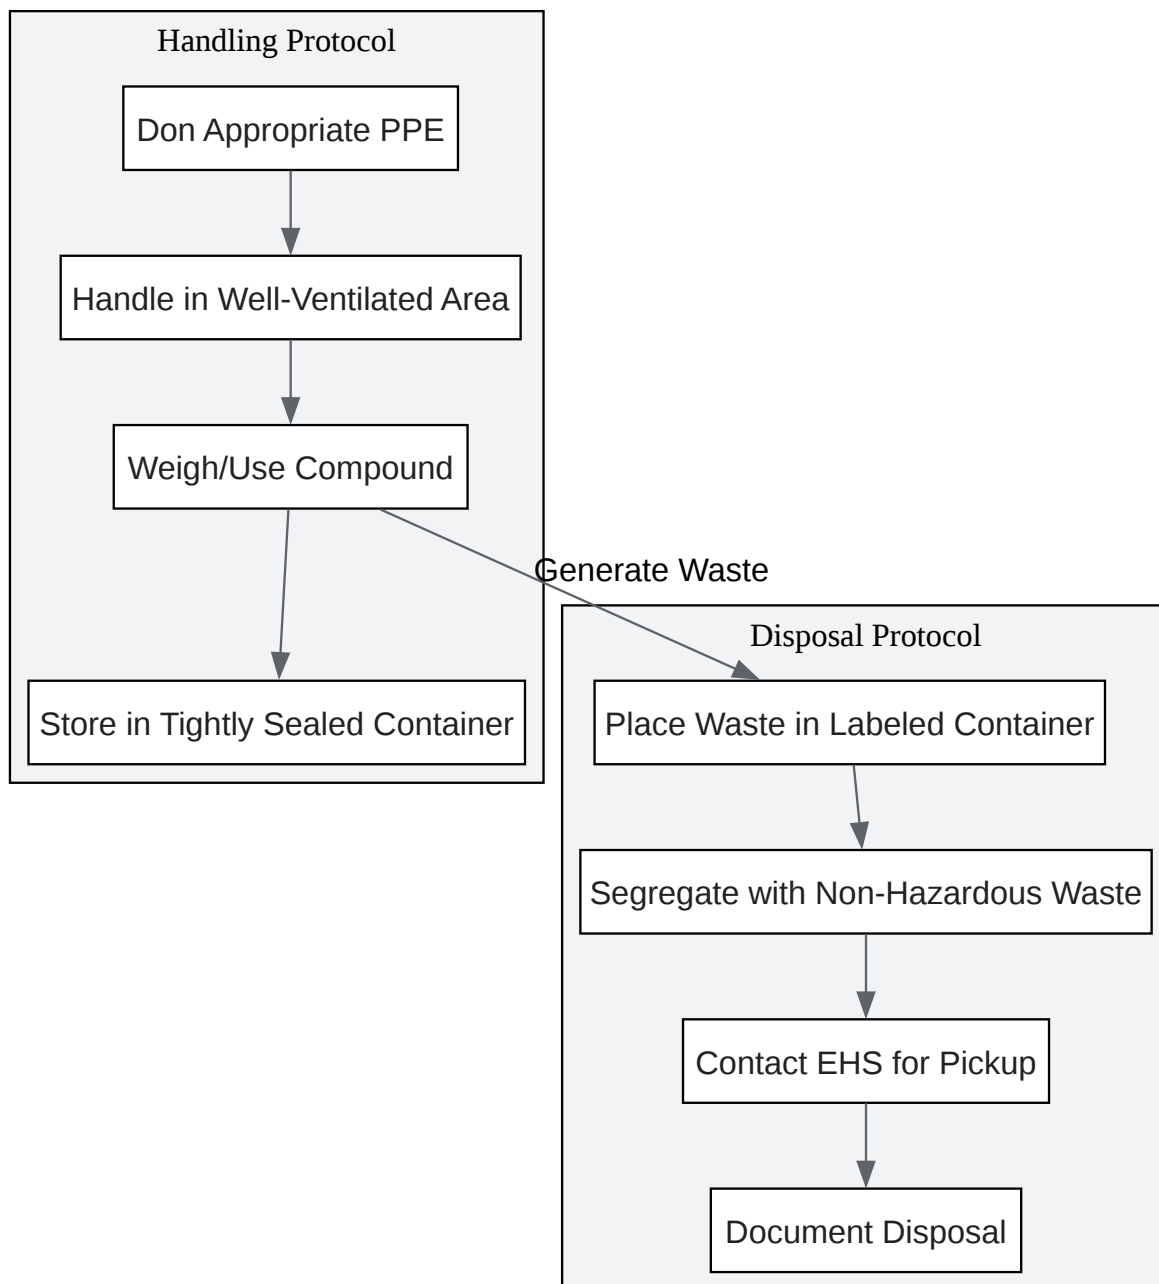 Handling Protocol
Don Appropriate PPE
Handle in Well-Ventilated Area
Weigh/Use Compound
Generate Waste
Store in Tightly Sealed Container
Disposal Protocol
Place Waste in Labeled Container
Segregate with Non-Hazardous Waste
Contact EHS for Pickup
Document Disposal